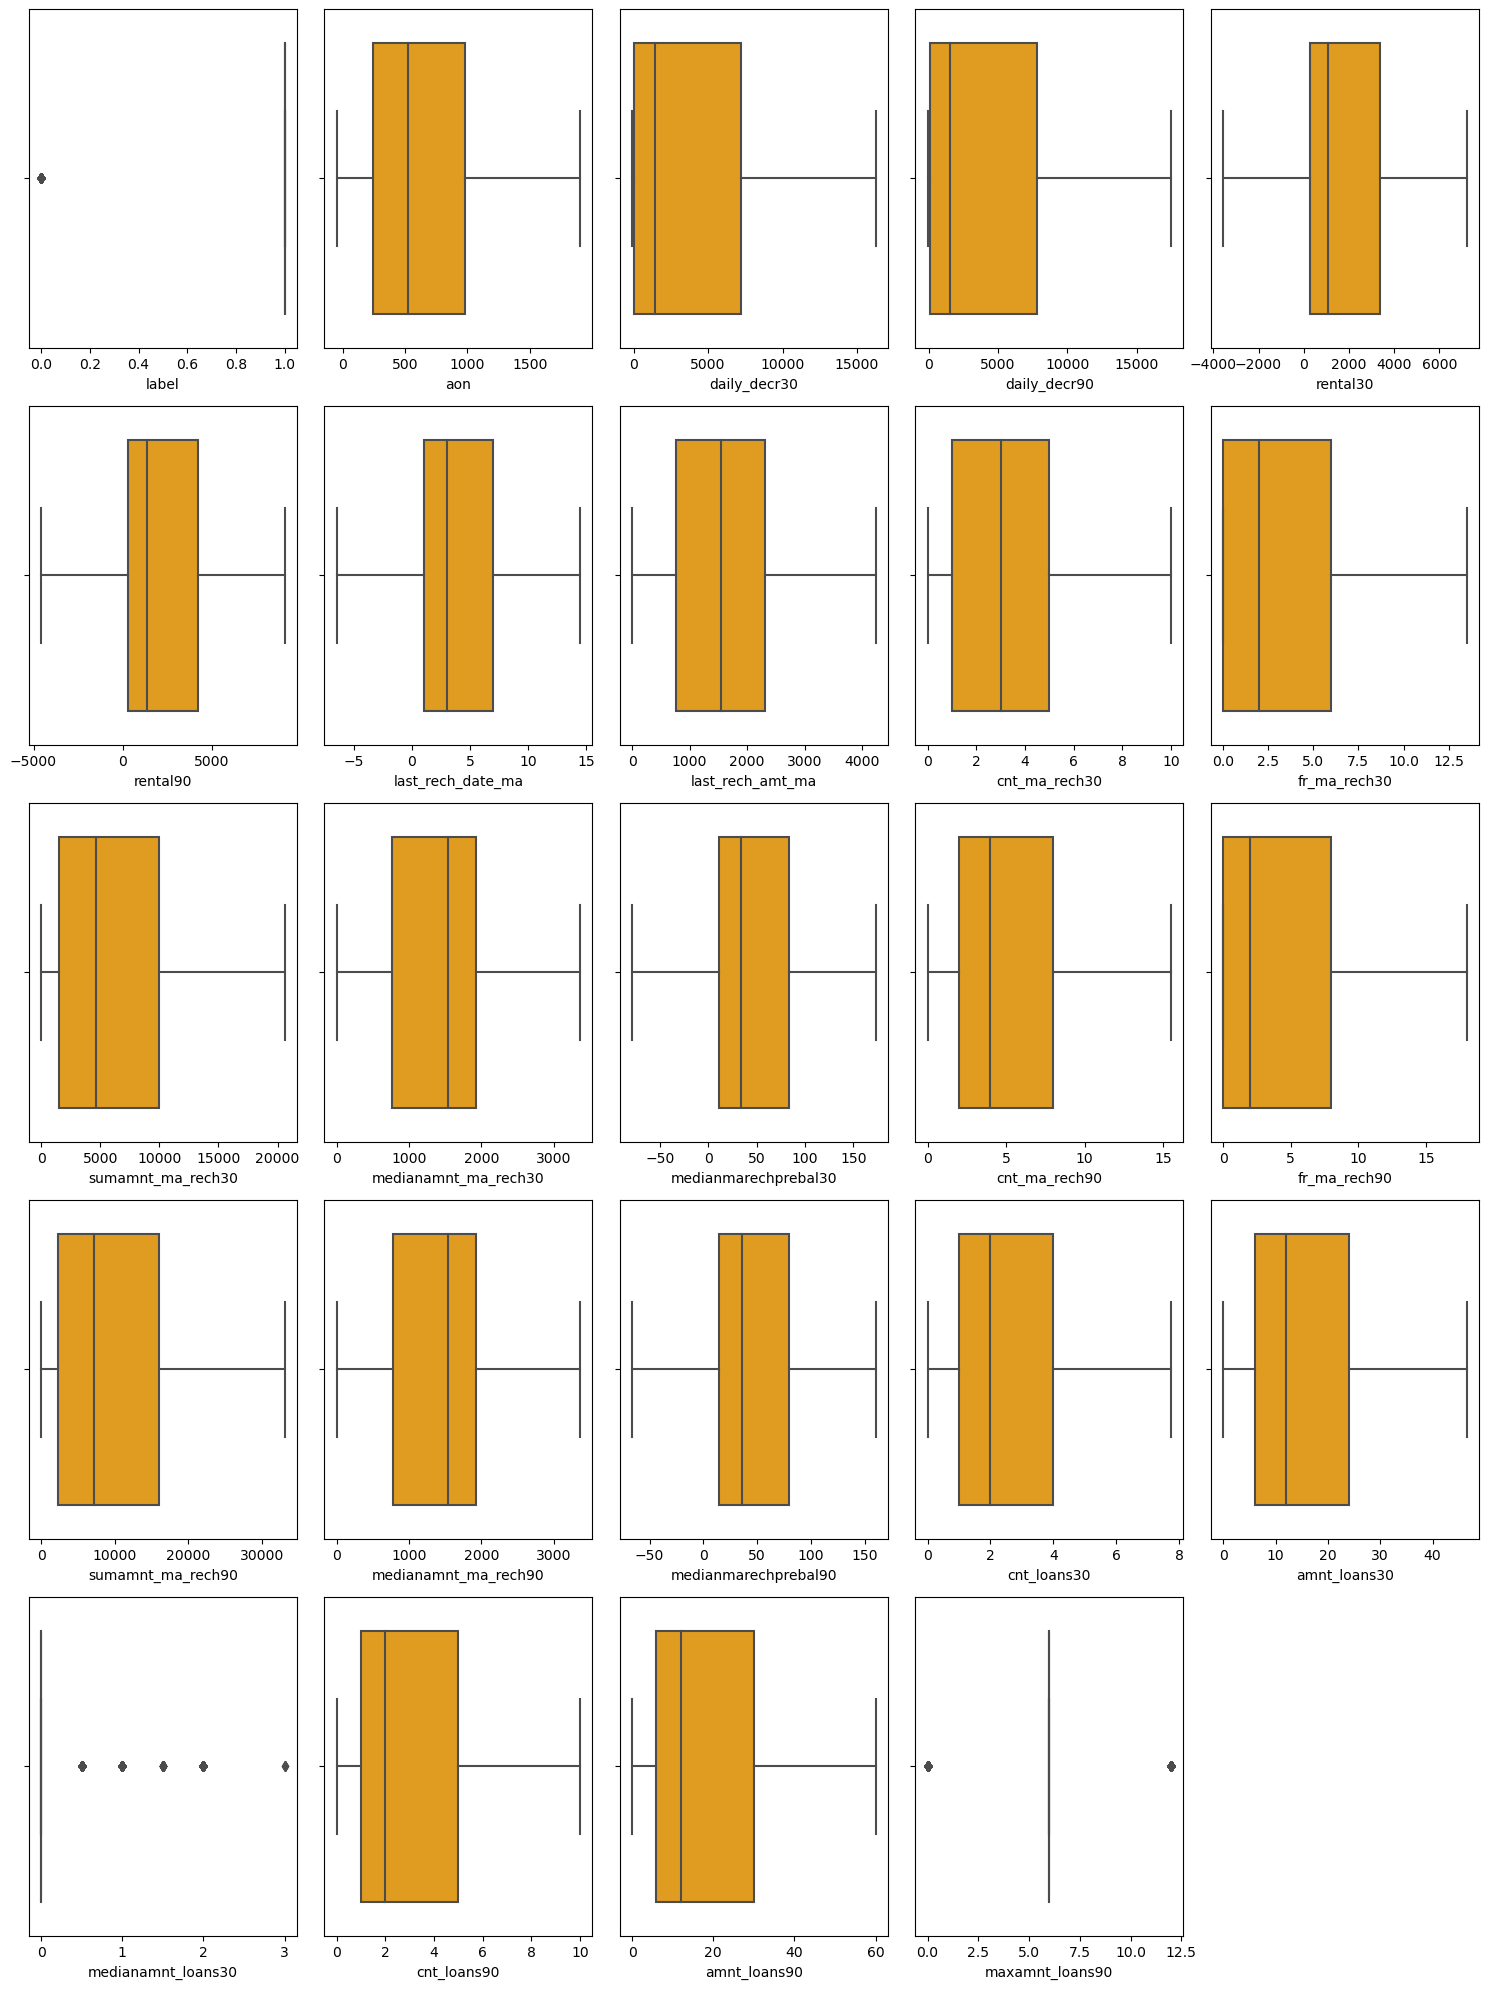 0.0 0.2 0.4 0.6 0.8 1.0
label
0 500 1000 1500
aon
0 5000 10000 15000
daily_decr30
0 5000 10000 15000
daily_decr90
−4000 −2000 0 2000 4000 6000
rental30
−5000 0 5000
rental90
−5 0 5 10 15
last_rech_date_ma
0 1000 2000 3000 4000
last_rech_amt_ma
0 2 4 6 8 10
cnt_ma_rech30
0.0 2.5 5.0 7.5 10.0 12.5
fr_ma_rech30
0 5000 10000 15000 20000
sumamnt_ma_rech30
0 1000 2000 3000
medianamnt_ma_rech30
−50 0 50 100 150
medianmarechprebal30
0 5 10 15
cnt_ma_rech90
0 5 10 15
fr_ma_rech90
0 10000 20000 30000
sumamnt_ma_rech90
0 1000 2000 3000
medianamnt_ma_rech90
−50 0 50 100 150
medianmarechprebal90
0 2 4 6 8
cnt_loans30
0 10 20 30 40
amnt_loans30
0 1 2 3
medianamnt_loans30
0 2 4 6 8 10
cnt_loans90
0 20 40 60
amnt_loans90
0.0 2.5 5.0 7.5 10.0 12.5
maxamnt_loans90